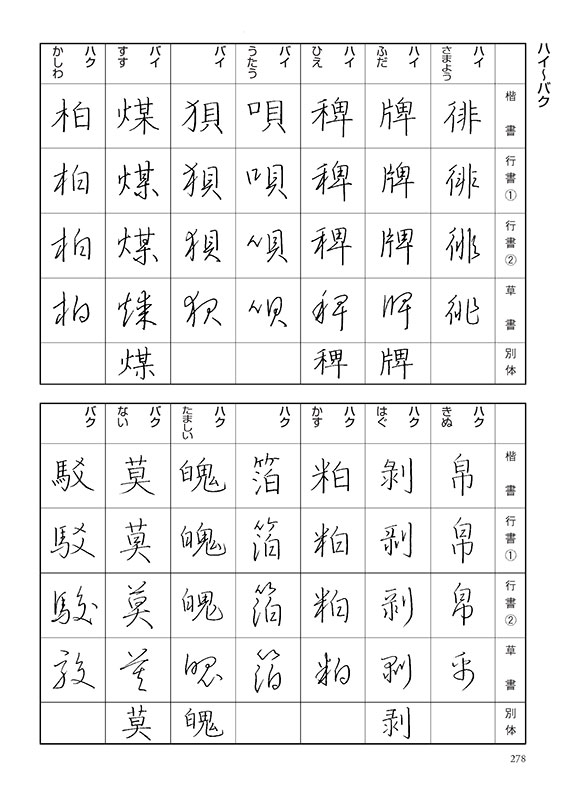 ハイ〜バク
楷書 行書① 行書② 草書 別体
ハイ さまよう 徘 徘 徘 徘
ハイ ふだ 牌 牌 牌 牌 牌
ハイ ひえ 稗 稗 稗 稗 稗
バイ うたう 唄 唄 唄 唄
バイ 狽 狽 狽 狽
バイ すす 煤 煤 煤 煤 煤
ハク かしわ 柏 柏 柏 柏
楷書 行書① 行書② 草書 別体
ハク きぬ 帛 帛 帛 帛
ハク はぐ 剝 剝 剝 剝 剥
ハク かす 粕 粕 粕 粕
ハク 箔 箔 箔 箔
ハク たましい 魄 魄 魄 魄 魄
バク ない 莫 莫 莫 莫 莫
バク 駁 駁 駁 駁
278